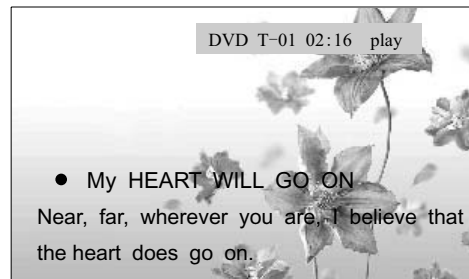 DVD T-01 02:16 play
● My HEART WILL GO ON
Near, far, wherever you are, I believe that
the heart does go on.